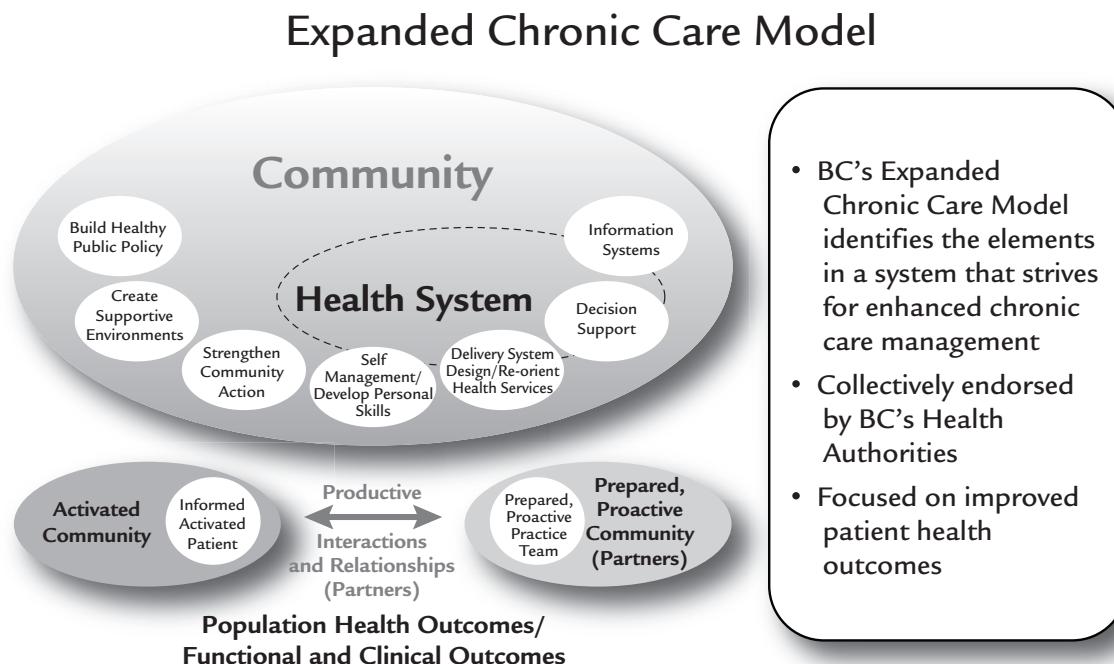 Expanded Chronic Care Model
Community
Build Healthy
Public Policy
Create
Supportive
Environments
Strengthen
Community
Action
Health System
Self
Management/
Develop Personal
Skills
Delivery System
Design/Re-orient
Health Services
Decision
Support
Information
Systems
Activated
Community
Informed
Activated
Patient
Productive
Interactions
and Relationships
(Partners)
Prepared,
Proactive
Practice
Team
Prepared,
Proactive
Community
(Partners)
Population Health Outcomes/
Functional and Clinical Outcomes
• BC’s Expanded
Chronic Care Model
identifies the elements
in a system that strives
for enhanced chronic
care management
• Collectively endorsed
by BC’s Health
Authorities
• Focused on improved
patient health
outcomes